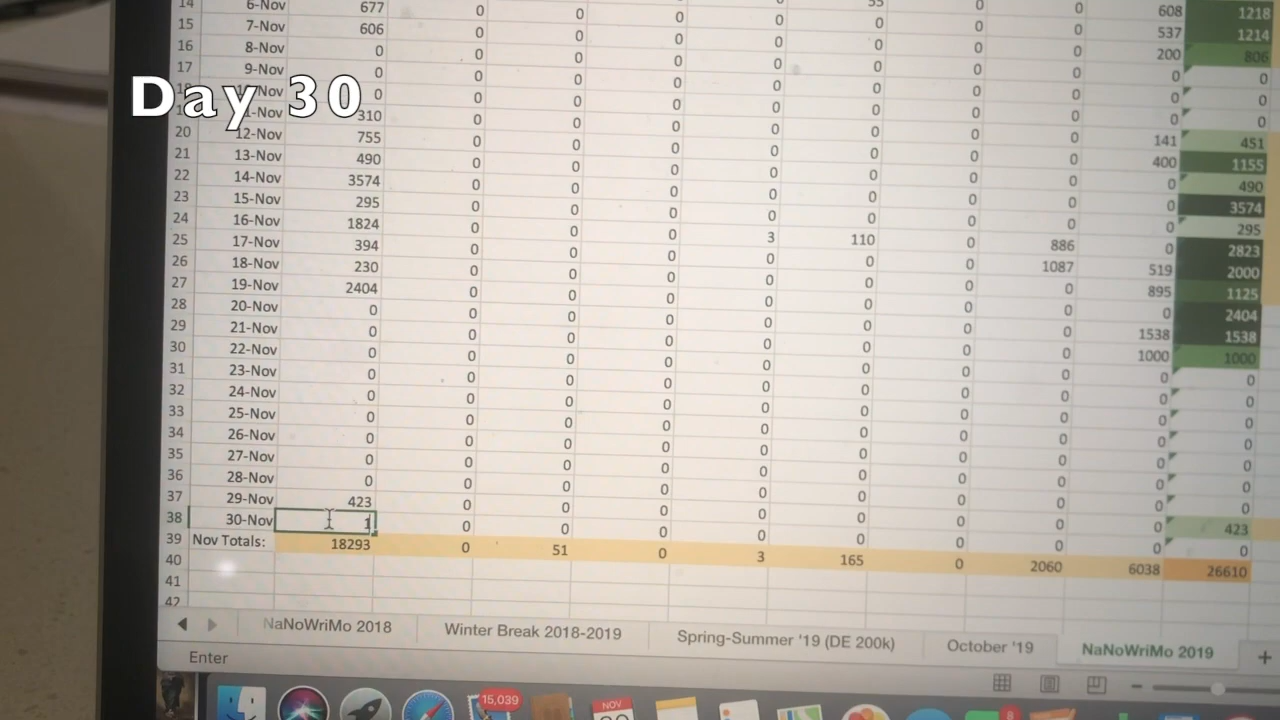 0 55 0 0 608 1218
14 6-Nov 677 0 0 0 0 0 0 0 537 1214
15 7-Nov 606 0 0 0 0 0 0 0 200 806
16 8-Nov 0 0 0 0 0 0 0 0 0 0
17 9-Nov 0 0 0 0 0 0 0 0 0 0
Day 30
-Nov 0 0 0 0 0 0 0 0 0 0
-Nov 310 0 0 0 0 0 0 0 141 451
20 12-Nov 755 0 0 0 0 0 0 0 400 1155
21 13-Nov 490 0 0 0 0 0 0 0 0 490
22 14-Nov 3574 0 0 0 0 0 0 0 0 3574
23 15-Nov 295 0 0 0 0 0 0 0 0 295
24 16-Nov 1824 0 0 0 3 110 0 886 0 2823
25 17-Nov 394 0 0 0 0 0 0 1087 519 2000
26 18-Nov 230 0 0 0 0 0 0 0 895 1125
27 19-Nov 2404 0 0 0 0 0 0 0 0 2404
28 20-Nov 0 0 0 0 0 0 0 0 1538 1538
29 21-Nov 0 0 0 0 0 0 0 0 1000 1000
30 22-Nov 0 0 0 0 0 0 0 0 0 0
31 23-Nov 0 0 0 0 0 0 0 0 0 0
32 24-Nov 0 0 0 0 0 0 0 0 0 0
33 25-Nov 0 0 0 0 0 0 0 0 0 0
34 26-Nov 0 0 0 0 0 0 0 0 0 0
35 27-Nov 0 0 0 0 0 0 0 0 0 0
36 28-Nov 0 0 0 0 0 0 0 0 0 0
37 29-Nov 423 0 0 0 0 0 0 0 0 423
38 30-Nov 1 0 0 0 0 0 0 0 0 0
39 Nov Totals: 18293 0 51 0 3 165 0 2060 6038 26610
40
41
42
NaNoWriMo 2018 Winter Break 2018-2019 Spring-Summer '19 (DE 200k) October '19 NaNoWriMo 2019 +
Enter
15,039 NOV 8